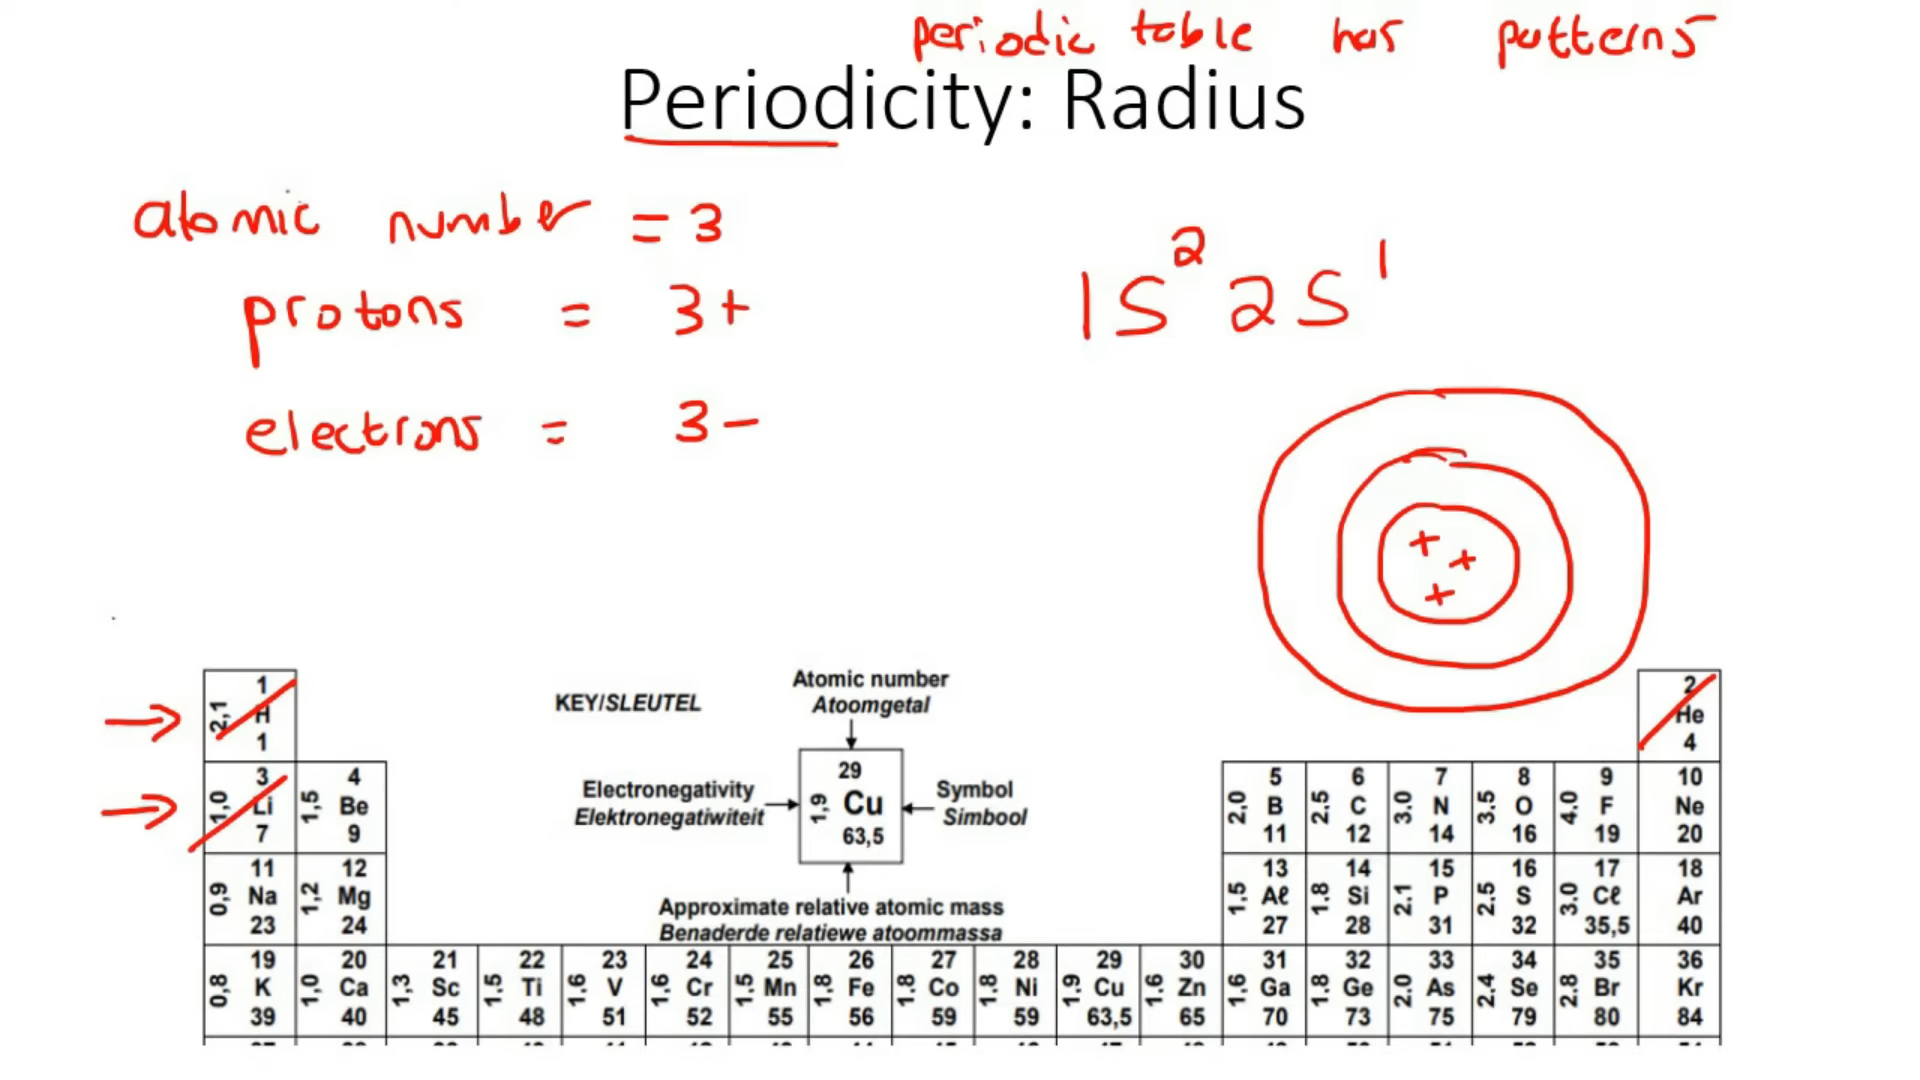 periodic table has patterns
Periodicity: Radius
atomic number = 3
protons = 3+
electrons = 3-
1S² 2S¹
+ + +
KEY/SLEUTEL
Atomic number
Atoomgetal
Electronegativity
Elektronegatiwiteit
29
1,9 Cu
63,5
Symbol
Simbool
Approximate relative atomic mass
Benaderde relatiewe atoommassa
1 2
2,1 H He
1 4
3 4 5 6 7 8 9 10
1,0 Li 1,5 Be 2,0 B 2,5 C 3.0 N 3.5 O 4.0 F Ne
7 9 11 12 14 16 19 20
11 12 13 14 15 16 17 18
0,9 Na 1,2 Mg 1,5 Aℓ 1.8 Si 2.1 P 2.5 S 3.0 Cℓ Ar
23 24 27 28 31 32 35,5 40
19 20 21 22 23 24 25 26 27 28 29 30 31 32 33 34 35 36
0,8 K 1,0 Ca 1,3 Sc 1,5 Ti 1,6 V 1,6 Cr 1,5 Mn 1,8 Fe 1,8 Co 1,8 Ni 1,9 Cu 1,6 Zn 1,6 Ga 1,8 Ge 2.0 As 2.4 Se 2.8 Br Kr
39 40 45 48 51 52 55 56 59 59 63,5 65 70 73 75 79 80 84